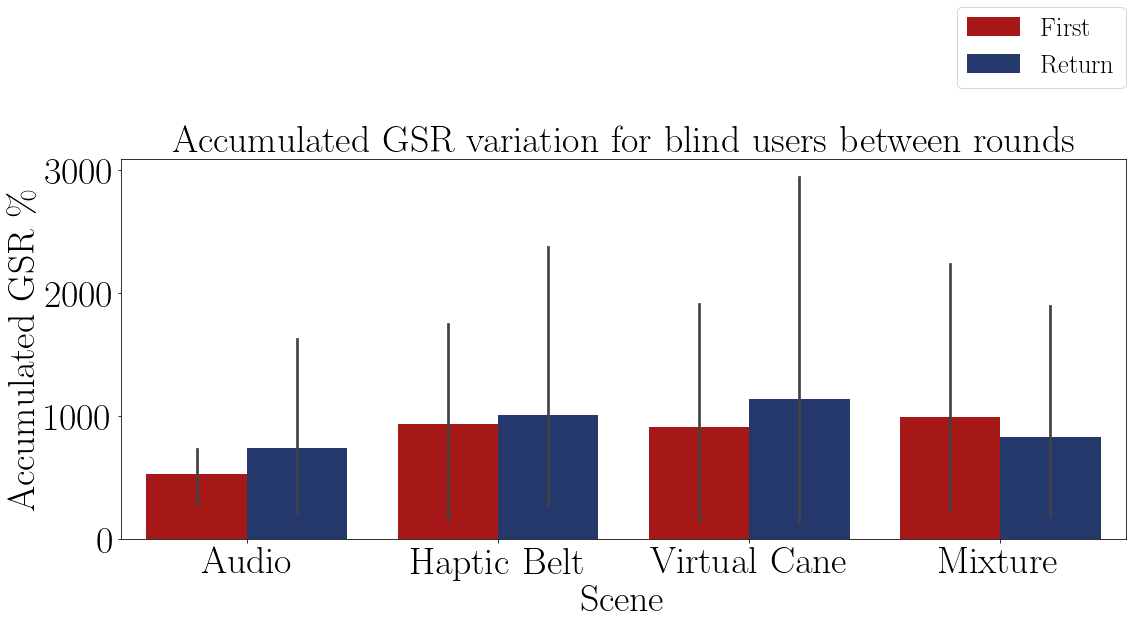 First
Return
Accumulated GSR variation for blind users between rounds
Accumulated GSR %
3000
2000
1000
0
Audio
Haptic Belt
Virtual Cane
Mixture
Scene